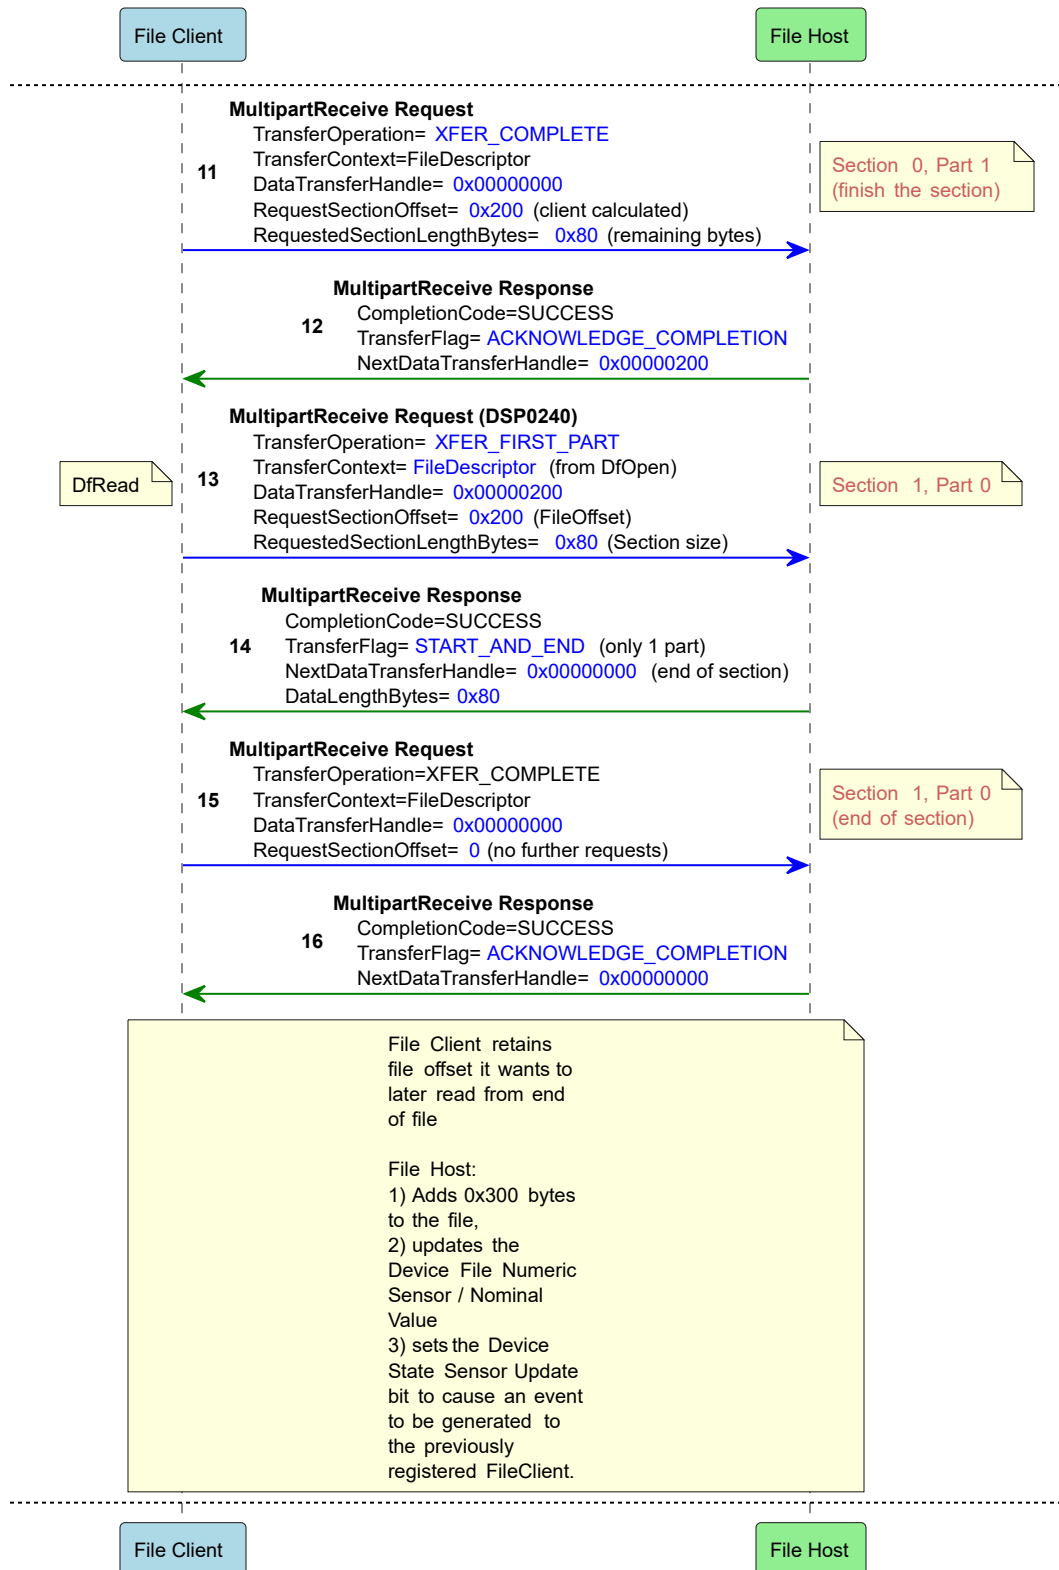 File Client
File Host
MultipartReceive Request
TransferOperation= XFER_COMPLETE
11
TransferContext=FileDescriptor
DataTransferHandle= 0x00000000
RequestSectionOffset= 0x200 (client calculated)
RequestedSectionLengthBytes= 0x80 (remaining bytes)
Section 0, Part 1
(finish the section)
MultipartReceive Response
12
CompletionCode=SUCCESS
TransferFlag= ACKNOWLEDGE_COMPLETION
NextDataTransferHandle= 0x00000200
MultipartReceive Request (DSP0240)
DfRead
13
TransferOperation= XFER_FIRST_PART
TransferContext= FileDescriptor (from DfOpen)
DataTransferHandle= 0x00000200
RequestSectionOffset= 0x200 (FileOffset)
RequestedSectionLengthBytes= 0x80 (Section size)
Section 1, Part 0
MultipartReceive Response
14
CompletionCode=SUCCESS
TransferFlag= START_AND_END (only 1 part)
NextDataTransferHandle= 0x00000000 (end of section)
DataLengthBytes= 0x80
MultipartReceive Request
15
TransferOperation=XFER_COMPLETE
TransferContext=FileDescriptor
DataTransferHandle= 0x00000000
RequestSectionOffset= 0 (no further requests)
Section 1, Part 0
(end of section)
MultipartReceive Response
16
CompletionCode=SUCCESS
TransferFlag= ACKNOWLEDGE_COMPLETION
NextDataTransferHandle= 0x00000000
File Client retains
file offset it wants to
later read from end
of file
File Host:
1) Adds 0x300 bytes
to the file,
2) updates the
Device File Numeric
Sensor / Nominal
Value
3) sets the Device
State Sensor Update
bit to cause an event
to be generated to
the previously
registered FileClient.
File Client
File Host